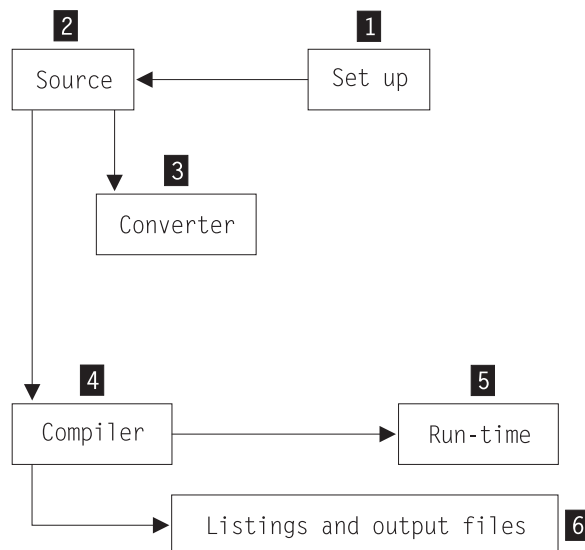 2
1
Source
Set up
3
Converter
4
5
Compiler
Run-time
Listings and output files
6